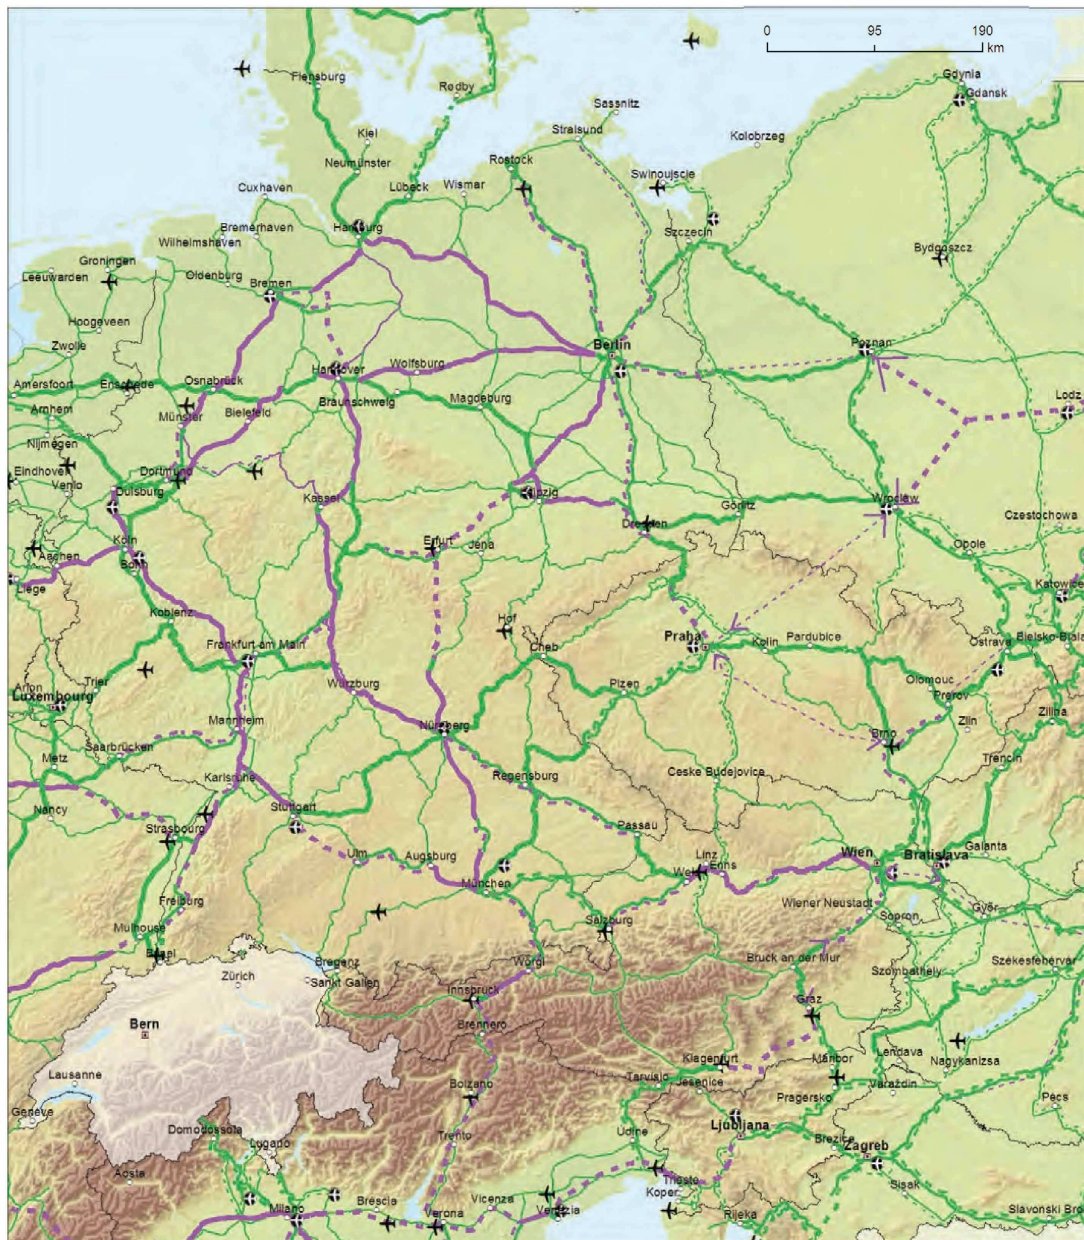 0 95 190
km
Gdynia
Flensburg
Gdansk
Rødby
Sassnitz
Kiel
Stralsund
Kolobrzeg
Neumünster
Rostock
Swinoujscie
Cuxhaven
Lübeck
Wismar
Bremerhaven
Hamburg
Szczecin
Wilhelmshaven
Bydgoszcz
Groningen
Leeuwarden
Oldenburg
Bremen
Hoogeveen
Zwolle
Berlin
Poznan
Wolfsburg
Hannover
Amersfoort
Enschede
Osnabrück
Lodz
Braunschweig
Magdeburg
Arnhem
Münster
Bielefeld
Nijmegen
Eindhoven
Dortmund
Venlo
Duisburg
Kassel
Leipzig
Görlitz
Wroclaw
Czestochowa
Dresden
Köln
Erfurt
Jena
Opole
Aachen
Bonn
Liege
Katowice
Koblenz
Hof
Praha
Kolin
Pardubice
Ostrava
Bielsko-Biala
Frankfurt am Main
Cheb
Trier
Arlon
Luxembourg
Würzburg
Plzen
Olomouc
Prerov
Mannheim
Nürnberg
Zlin
Zilina
Saarbrücken
Brno
Metz
Trencin
Karlsruhe
Regensburg
Ceske Budejovice
Nancy
Stuttgart
Strasbourg
Passau
Galanta
Ulm
Augsburg
Linz
Enns
Wien
Bratislava
München
Wels
Freiburg
Wiener Neustadt
Györ
Sopron
Mulhouse
Salzburg
Basel
Bregenz
Wörgl
Bruck an der Mur
Zürich
Sankt Gallen
Szombathely
Székesfehérvár
Innsbruck
Graz
Bern
Brennero
Klagenfurt
Maribor
Lendava
Nagykanizsa
Lausanne
Bolzano
Tarvisio
Jesenice
Varaždin
Pragersko
Genève
Pécs
Domodossola
Ljubljana
Lugano
Trento
Udine
Brezice
Zagreb
Aosta
Trieste
Koper
Sisak
Brescia
Vicenza
Milano
Verona
Venezia
Rijeka
Slavonski Bro